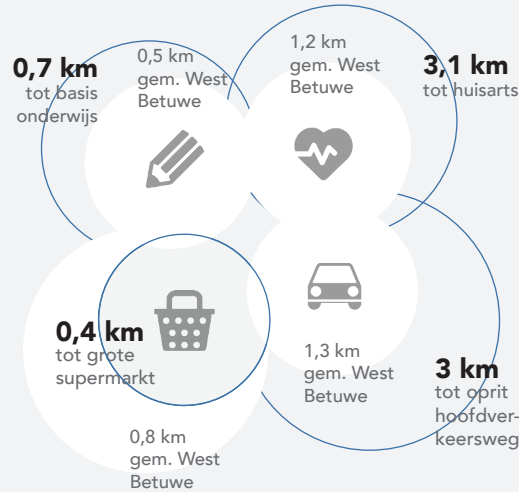 0,7 km
tot basis
onderwijs
0,5 km
gem. West
Betuwe
1,2 km
gem. West
Betuwe
3,1 km
tot huisarts
0,4 km
tot grote
supermarkt
0,8 km
gem. West
Betuwe
1,3 km
gem. West
Betuwe
3 km
tot oprit
hoofdver-
keersweg